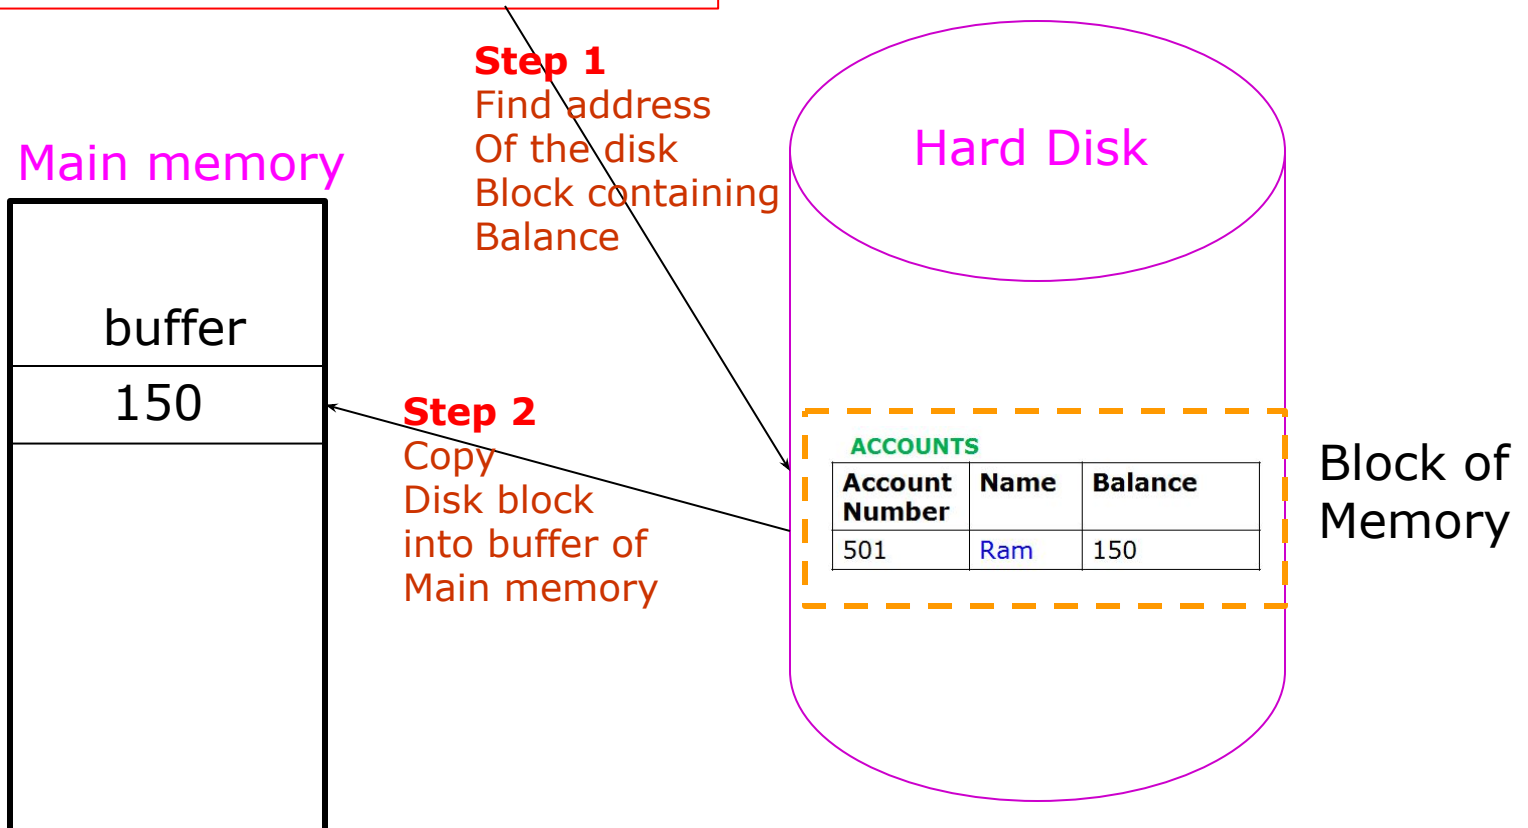 Step 1
Find address
Of the disk
Block containing
Balance
Hard Disk
Main memory
buffer
150
Step 2
Copy
Disk block
into buffer of
Main memory
ACCOUNTS
Account Number Name Balance
501 Ram 150
Block of
Memory